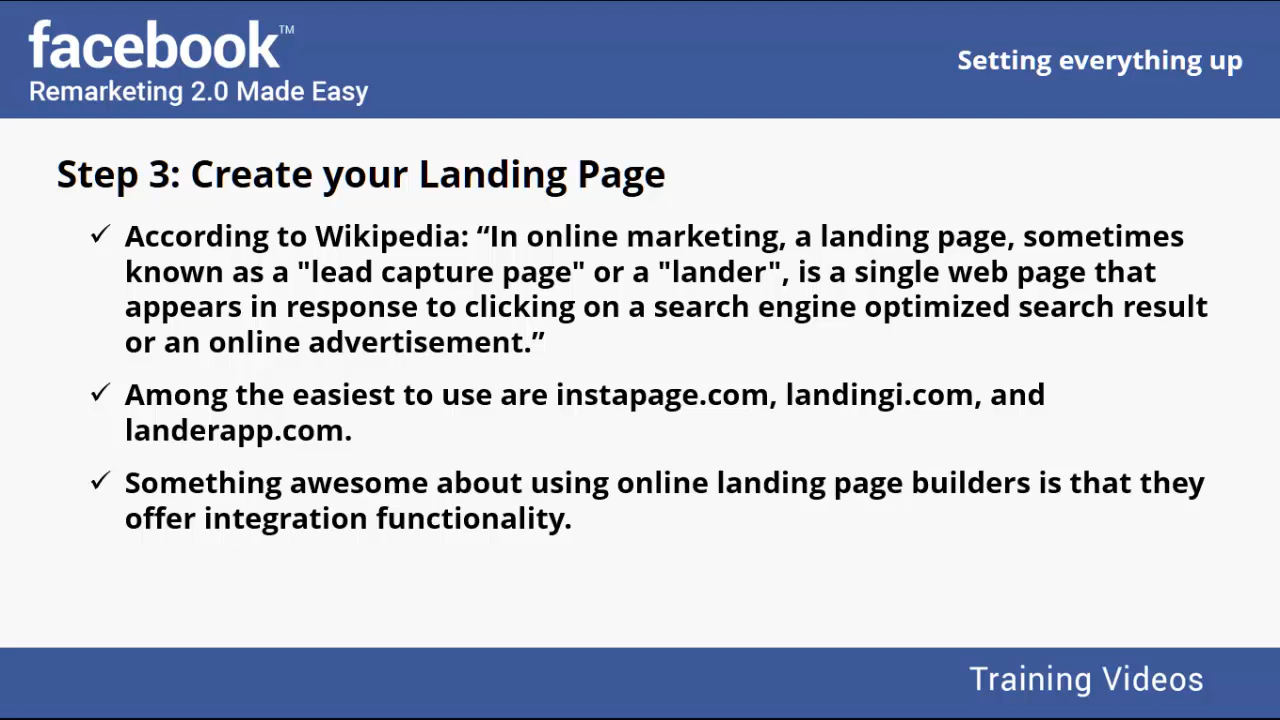 facebook™
Remarketing 2.0 Made Easy
Setting everything up
Step 3: Create your Landing Page
✓ According to Wikipedia: “In online marketing, a landing page, sometimes
known as a "lead capture page" or a "lander", is a single web page that
appears in response to clicking on a search engine optimized search result
or an online advertisement.”
✓ Among the easiest to use are instapage.com, landingi.com, and
landerapp.com.
✓ Something awesome about using online landing page builders is that they
offer integration functionality.
Training Videos